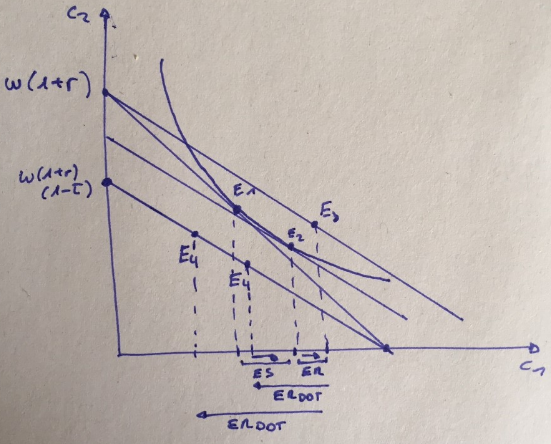 C2
W(1+r)
W(1+r)
(1-τ)
E1
E3
E2
E4
E4
ES
ER
C1
ERDOT
ERDOT